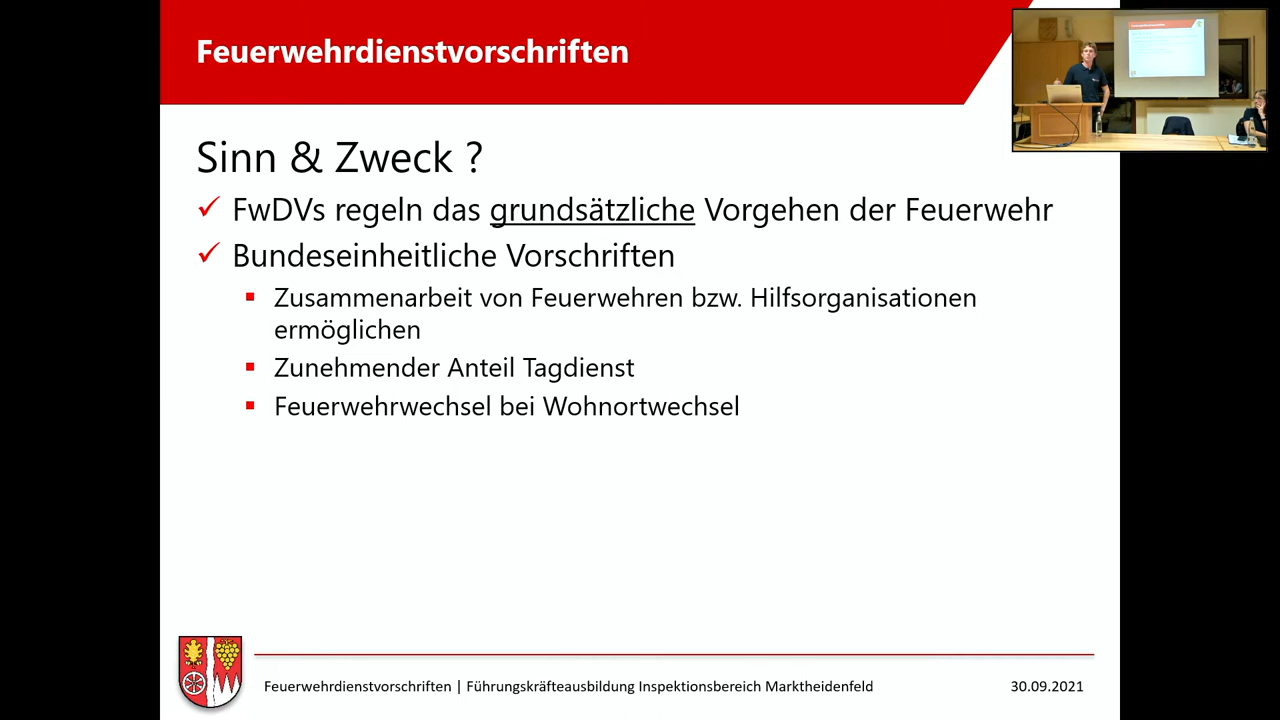 Feuerwehrdienstvorschriften
Sinn & Zweck ?
FwDVs regeln das grundsätzliche Vorgehen der Feuerwehr
Bundeseinheitliche Vorschriften
Zusammenarbeit von Feuerwehren bzw. Hilfsorganisationen
ermöglichen
Zunehmender Anteil Tagdienst
Feuerwehrwechsel bei Wohnortwechsel
Feuerwehrdienstvorschriften | Führungskräfteausbildung Inspektionsbereich Marktheidenfeld
30.09.2021